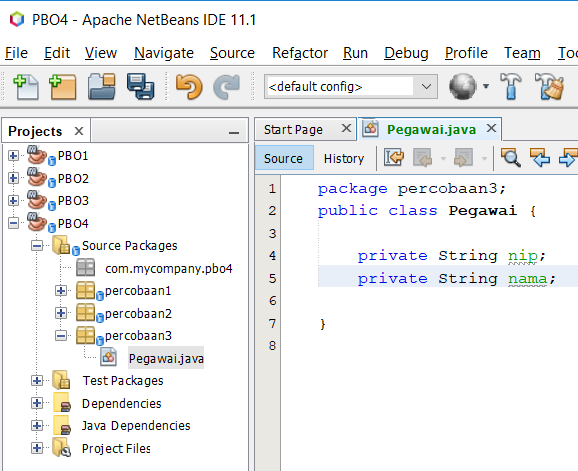 PBO4 - Apache NetBeans IDE 11.1
File Edit View Navigate Source Refactor Run Debug Profile Team
<default config>
Projects
PBO1
PBO2
PBO3
PBO4
Source Packages
com.mycompany.pbo4
percobaan1
percobaan2
percobaan3
Pegawai.java
Test Packages
Dependencies
Java Dependencies
Project Files
Start Page Pegawai.java
Source History
1 package percobaan3;
2 public class Pegawai {
3
4 private String nip;
5 private String nama;
6
7 }
8